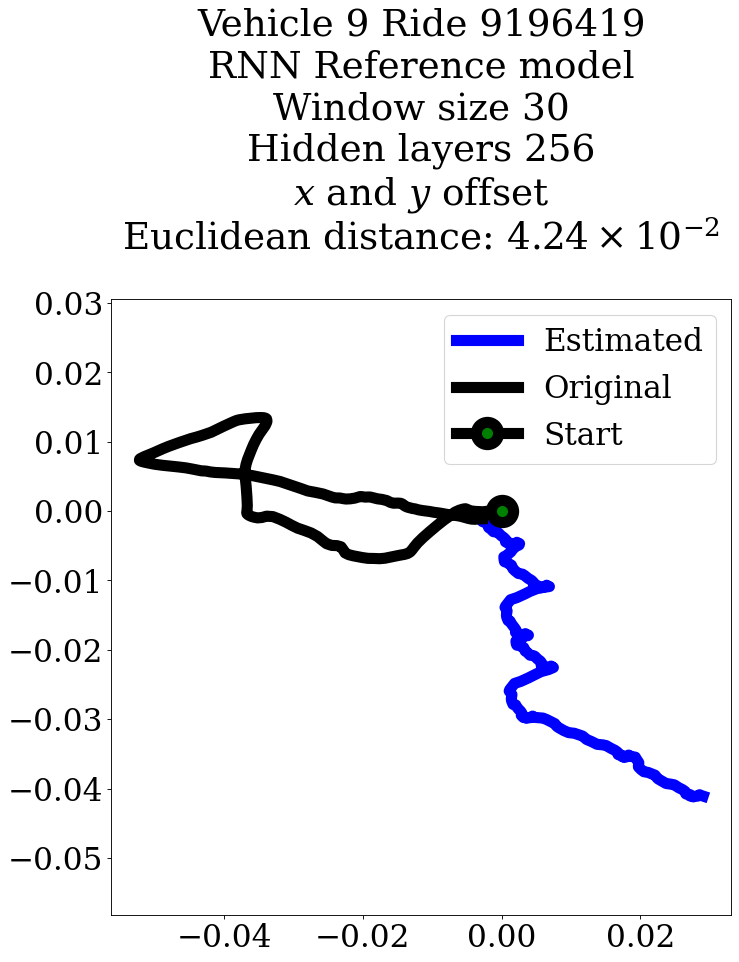 Vehicle 9 Ride 9196419
RNN Reference model
Window size 30
Hidden layers 256
x and y offset
Euclidean distance: 4.24 × 10⁻²
0.03
0.02
0.01
0.00
−0.01
−0.02
−0.03
−0.04
−0.05
Estimated
Original
Start
−0.04 −0.02 0.00 0.02